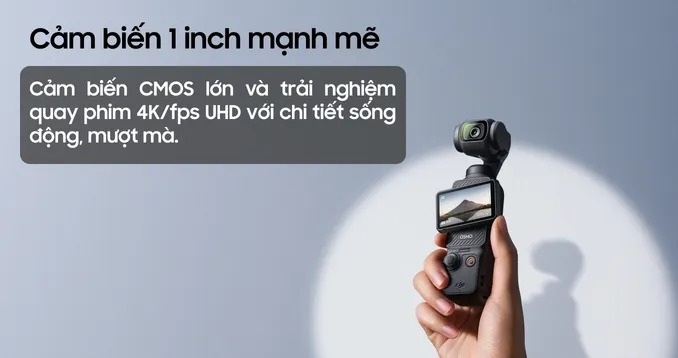 Cảm biến 1 inch mạnh mẽ
Cảm biến CMOS lớn và trải nghiệm
quay phim 4K/fps UHD với chi tiết sống
động, mượt mà.
OSMO
dji